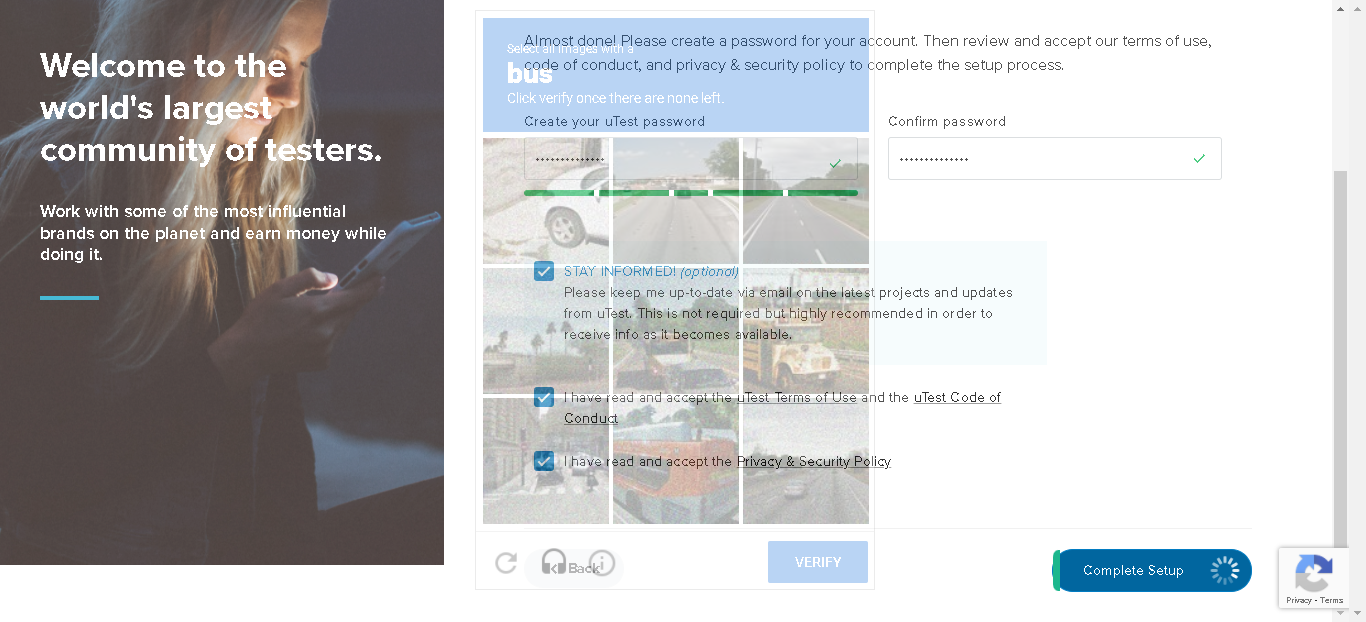 Welcome to the
world's largest
community of testers.
Work with some of the most influential
brands on the planet and earn money while
doing it.
Almost done! Please create a password for your account. Then review and accept our terms of use,
code of conduct, and privacy & security policy to complete the setup process.
Select all images with a
bus
Click verify once there are none left.
Create your uTest password
Confirm password
STAY INFORMED! (optional)
Please keep me up-to-date via email on the latest projects and updates
from uTest. This is not required but highly recommended in order to
receive info as it becomes available.
I have read and accept the uTest Terms of Use and the uTest Code of
Conduct
I have read and accept the Privacy & Security Policy
Back
VERIFY
Complete Setup
Privacy - Terms